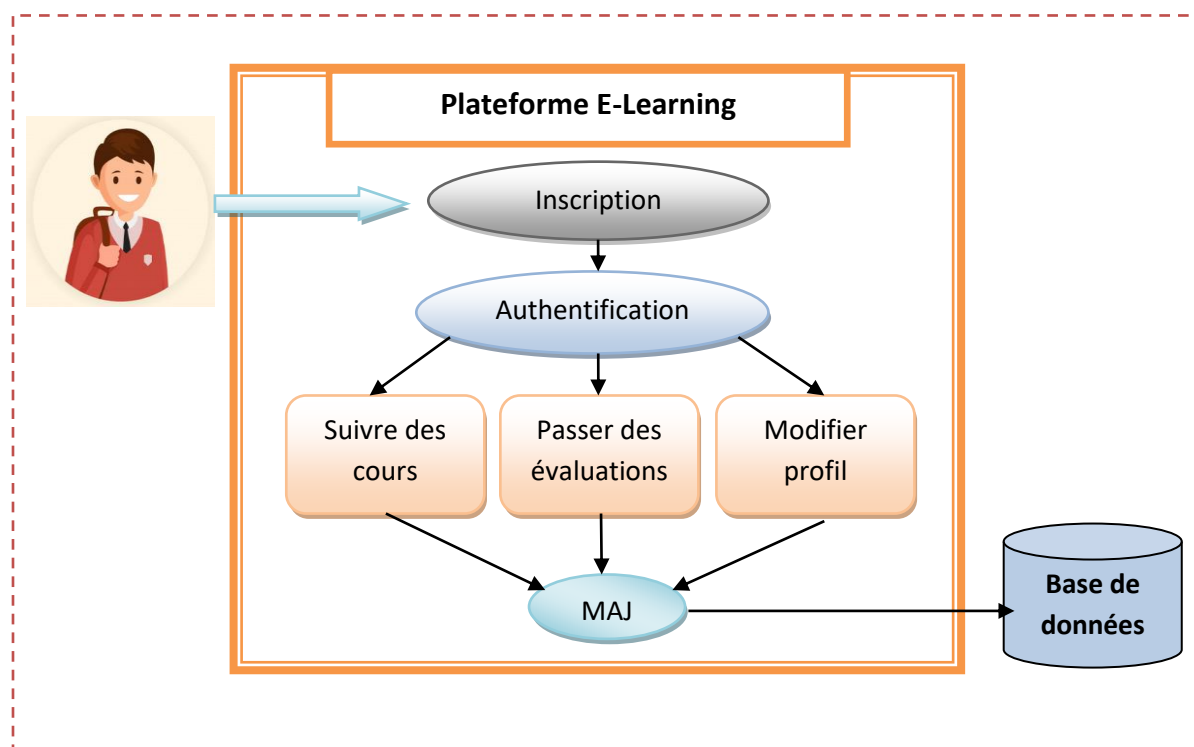 Plateforme E-Learning
Inscription
Authentification
Suivre des
cours
Passer des
évaluations
Modifier
profil
MAJ
Base de
données